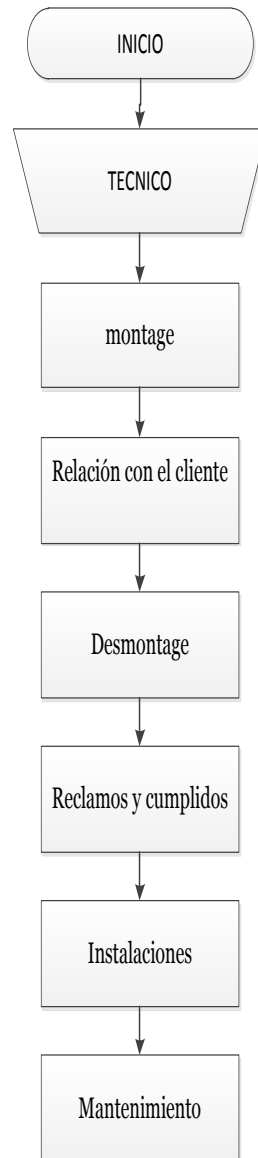 INICIO
TECNICO
montage
Relación con el cliente
Desmontage
Reclamos y cumplidos
Instalaciones
Mantenimiento